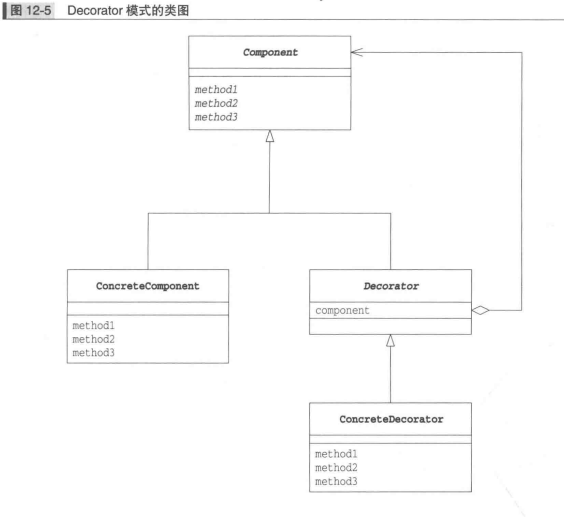 图 12-5 Decorator 模式的类图
Component
method1
method2
method3
ConcreteComponent
method1
method2
method3
Decorator
component
ConcreteDecorator
method1
method2
method3